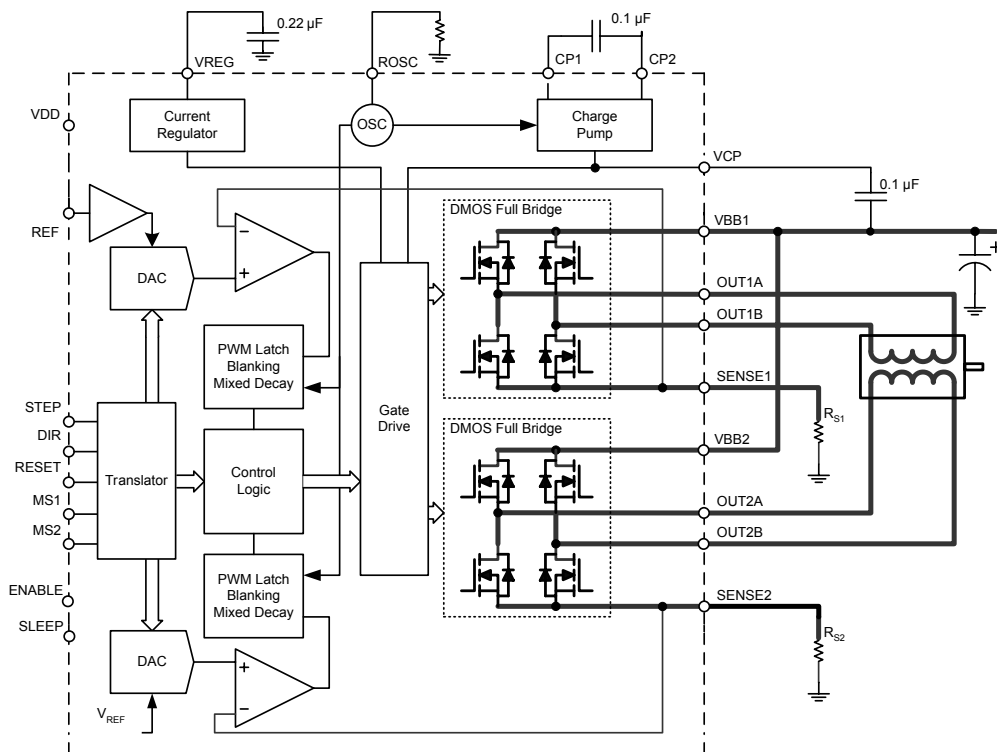 0.22 µF
0.1 µF
VREG
ROSC
CP1
CP2
VDD
Current
Regulator
OSC
Charge
Pump
VCP
0.1 µF
REF
DMOS Full Bridge
VBB1
+
−
+
DAC
OUT1A
OUT1B
PWM Latch
Blanking
Mixed Decay
SENSE1
Gate
Drive
STEP
DIR
RESET
MS1
MS2
Translator
Control
Logic
DMOS Full Bridge
RS1
VBB2
OUT2A
OUT2B
PWM Latch
Blanking
Mixed Decay
ENABLE
SLEEP
SENSE2
RS2
DAC
+
−
VREF